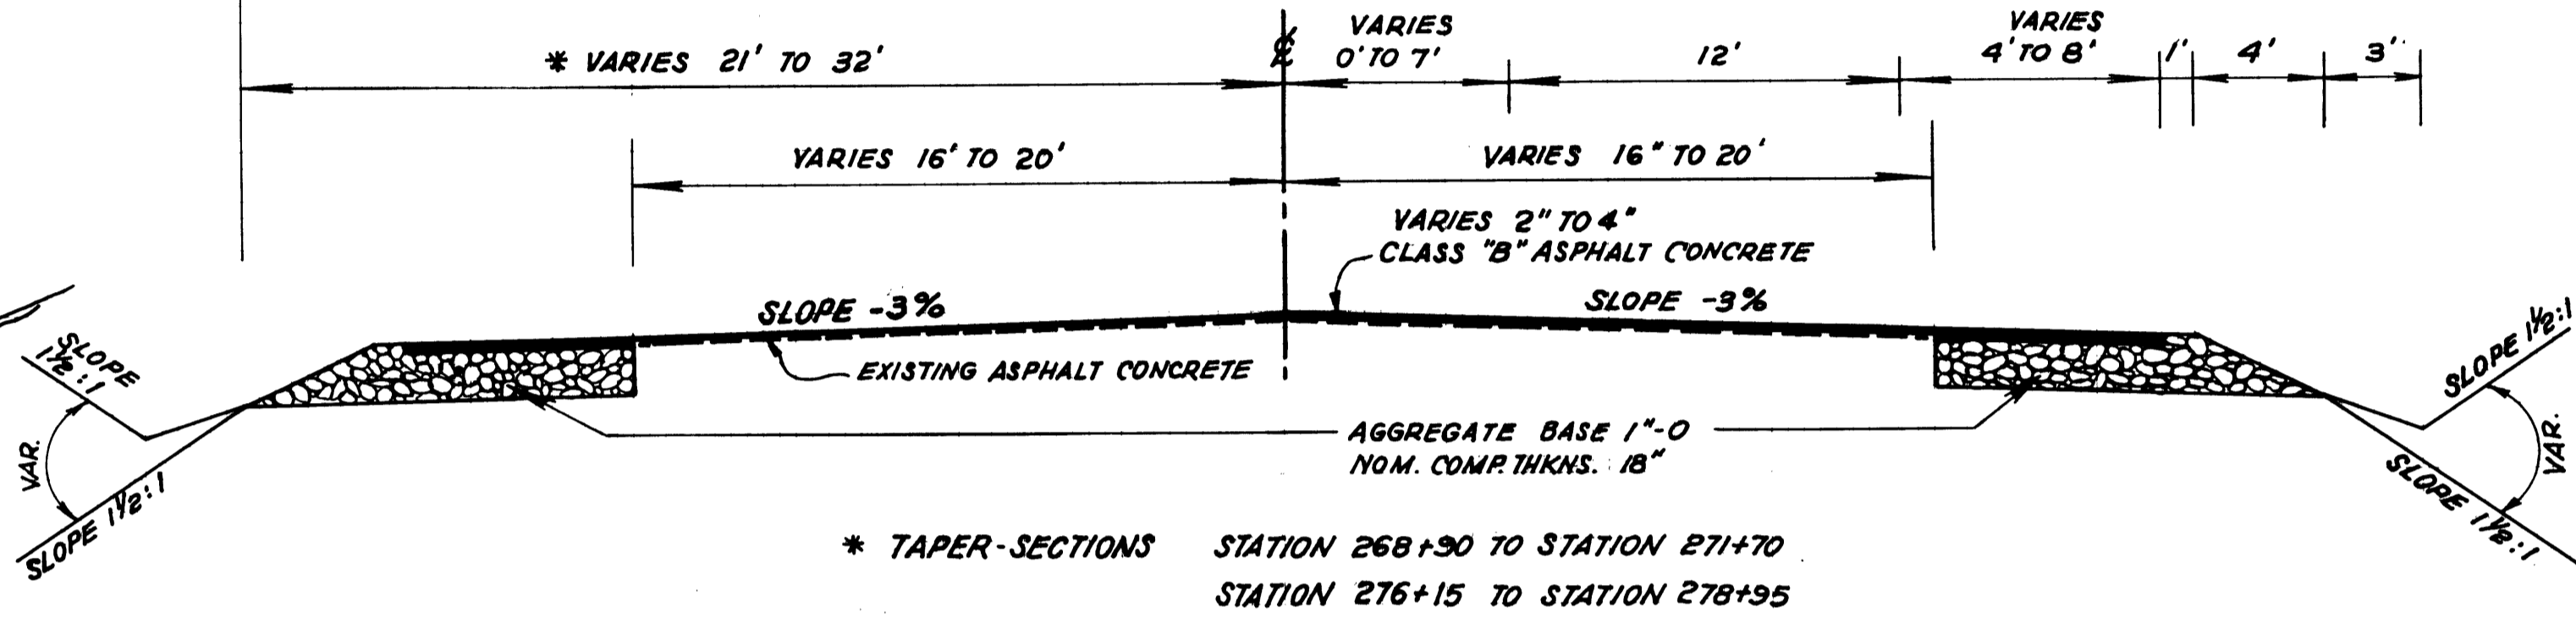 * VARIES 21' TO 32'
℄
VARIES
0' TO 7'
12'
VARIES
4' TO 8'
1'
4'
3'
VARIES 16' TO 20'
VARIES 16" TO 20'
VARIES 2" TO 4"
CLASS "B" ASPHALT CONCRETE
SLOPE -3%
SLOPE -3%
SLOPE
1½:1
SLOPE 1½:1
EXISTING ASPHALT CONCRETE
VAR.
VAR.
AGGREGATE BASE 1"-0
NOM. COMP. THKNS. 18"
SLOPE 1½:1
SLOPE 1½:1
* TAPER-SECTIONS STATION 268+90 TO STATION 271+70
STATION 276+15 TO STATION 278+95